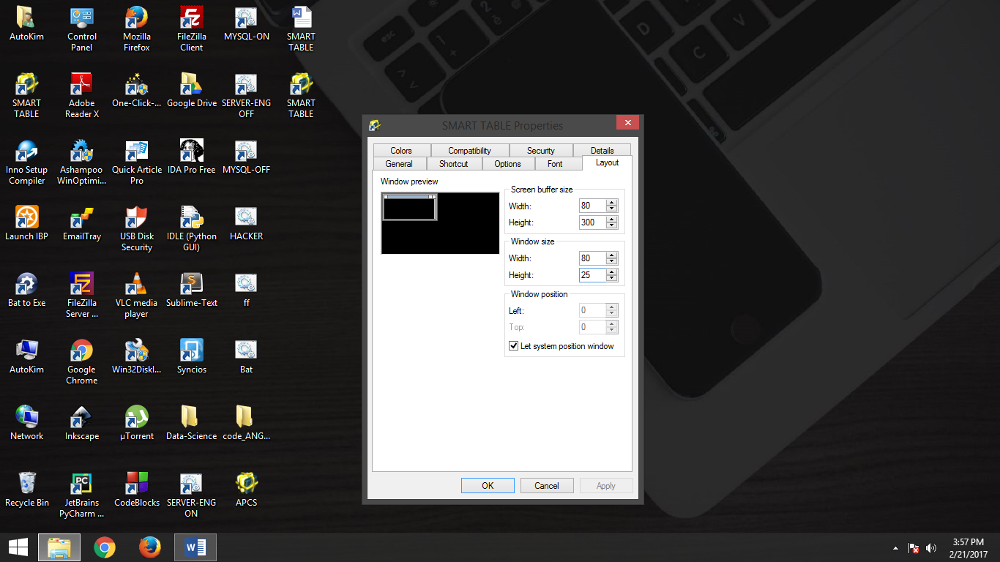 AutoKim
Control
Panel
Mozilla
Firefox
FileZilla
Client
MYSQL-ON
SMART
TABLE
SMART
TABLE
Adobe
Reader X
One-Click-...
Google Drive
SERVER-ENG
OFF
SMART
TABLE
Inno Setup
Compiler
Ashampoo
WinOptimi...
Quick Article
Pro
IDA Pro Free
MYSQL-OFF
Launch IBP
EmailTray
USB Disk
Security
IDLE (Python
GUI)
HACKER
Bat to Exe
FileZilla
Server ...
VLC media
player
Sublime-Text
ff
AutoKim
Google
Chrome
Win32DiskI...
Syncios
Bat
Network
Inkscape
µTorrent
Data-Science
code_ANG...
Recycle Bin
JetBrains
PyCharm ...
CodeBlocks
SERVER-ENG
ON
APCS
SMART TABLE Properties
Colors
Compatibility
Security
Details
General
Shortcut
Options
Font
Layout
Window preview
Screen buffer size
Width: 80
Height: 300
Window size
Width: 80
Height: 25
Window position
Left: 0
Top: 0
Let system position window
OK
Cancel
Apply
3:57 PM
2/21/2017